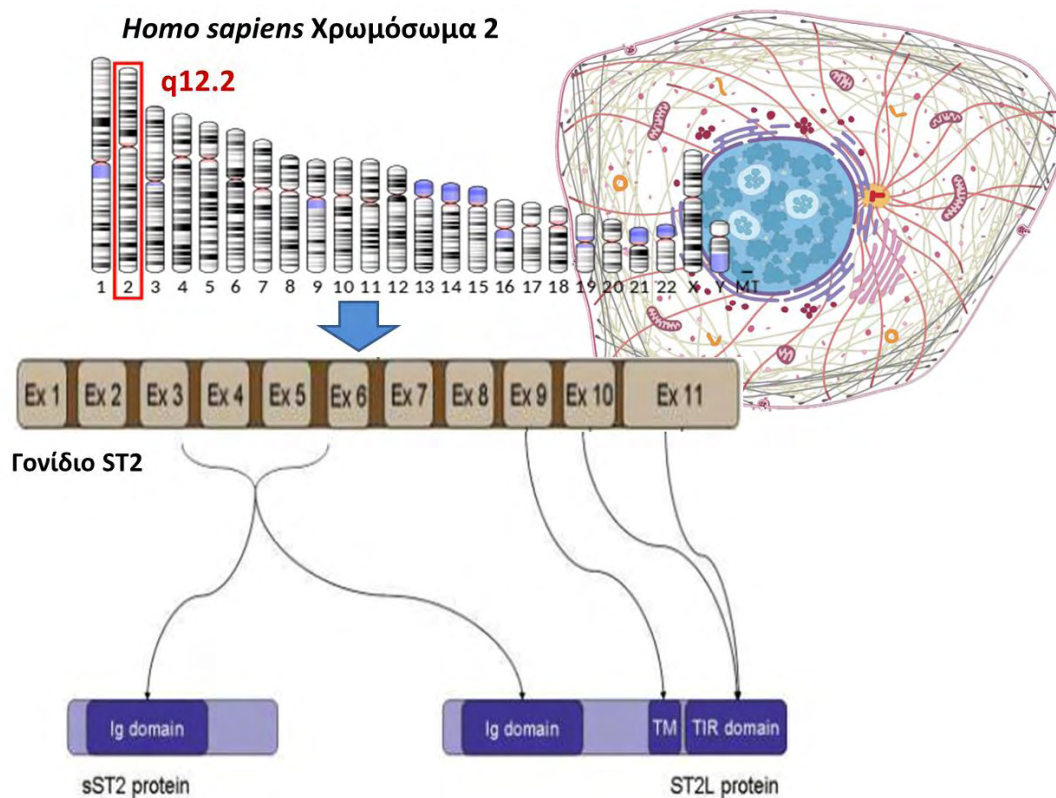 Homo sapiens Χρωμόσωμα 2
q12.2
1 2 3 4 5 6 7 8 9 10 11 12 13 14 15 16 17 18 19 20 21 22 X Y MT
Ex 1 Ex 2 Ex 3 Ex 4 Ex 5 Ex 6 Ex 7 Ex 8 Ex 9 Ex 10 Ex 11
Γονίδιο ST2
Ig domain Ig domain TM TIR domain
sST2 protein ST2L protein